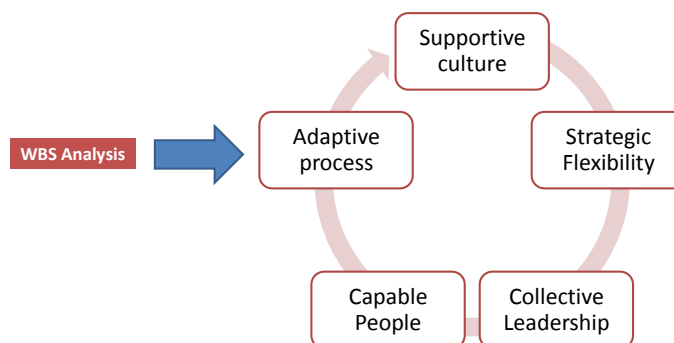 Supportive
culture
Adaptive
process
Strategic
Flexibility
WBS Analysis
Capable
People
Collective
Leadership